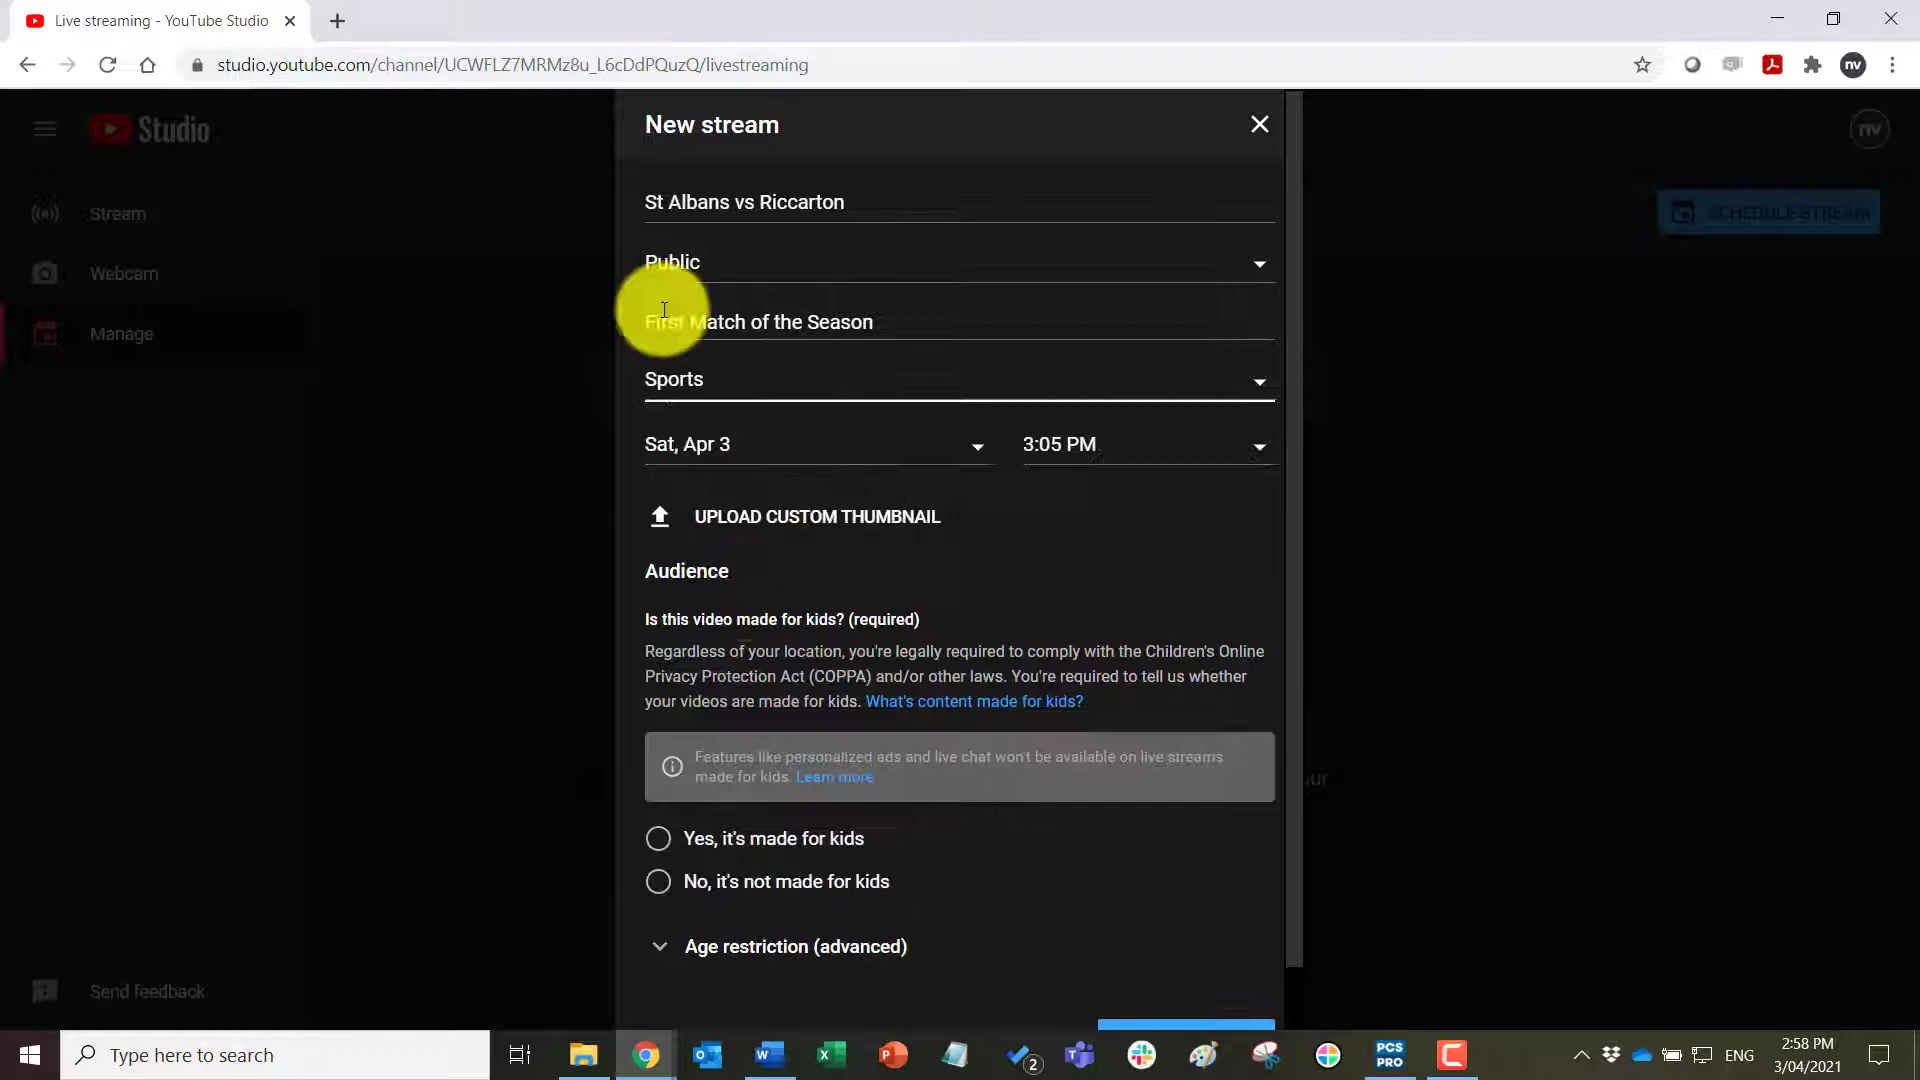 Live streaming - YouTube Studio
studio.youtube.com/channel/UCWFLZ7MRMz8u_L6cDdPQuzQ/livestreaming
nv
Studio
nv
Stream
Webcam
Manage
SCHEDULE STREAM
New stream
St Albans vs Riccarton
Public
First Match of the Season
Sports
Sat, Apr 3
3:05 PM
UPLOAD CUSTOM THUMBNAIL
Audience
Is this video made for kids? (required)
Regardless of your location, you're legally required to comply with the Children's Online
Privacy Protection Act (COPPA) and/or other laws. You're required to tell us whether
your videos are made for kids. What's content made for kids?
Features like personalized ads and live chat won't be available on live streams
made for kids. Learn more
Yes, it's made for kids
No, it's not made for kids
Age restriction (advanced)
Send feedback
Type here to search
2
PCS
PRO
ENG
2:58 PM
3/04/2021